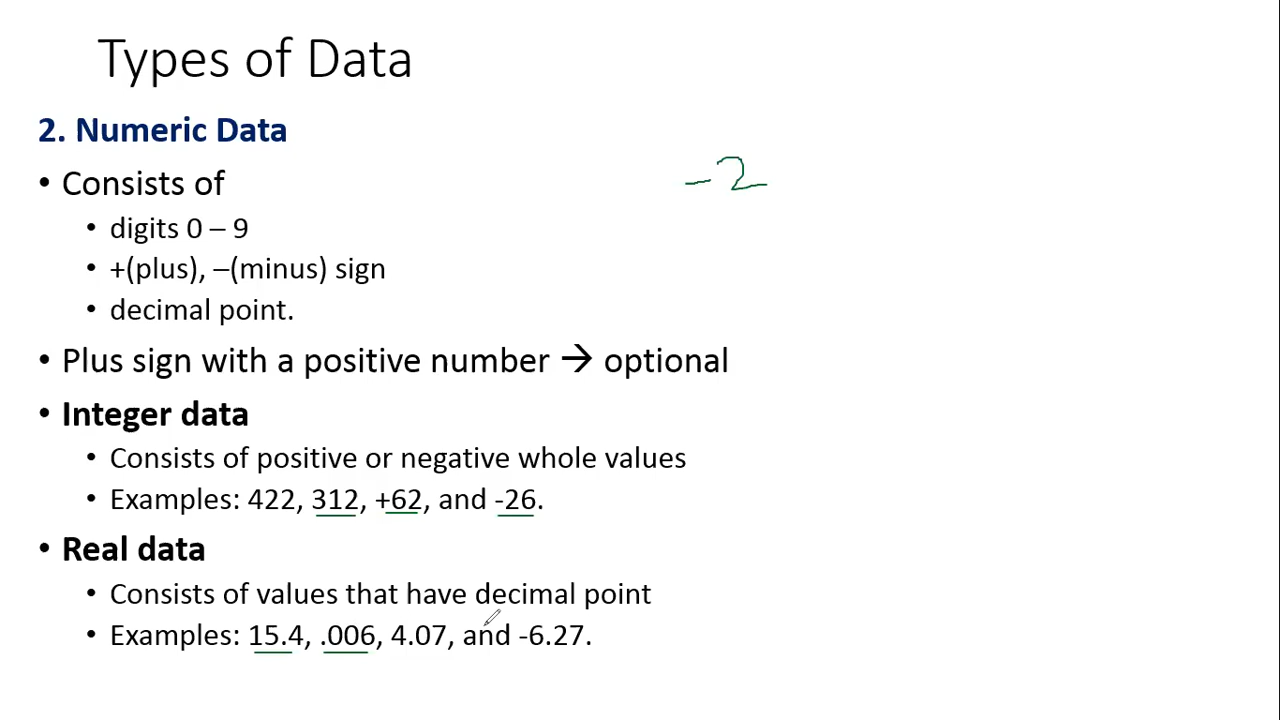 Types of Data
2. Numeric Data
-2
• Consists of
• digits 0 – 9
• +(plus), –(minus) sign
• decimal point.
• Plus sign with a positive number → optional
• Integer data
• Consists of positive or negative whole values
• Examples: 422, 312, +62, and -26.
• Real data
• Consists of values that have decimal point
• Examples: 15.4, .006, 4.07, and -6.27.